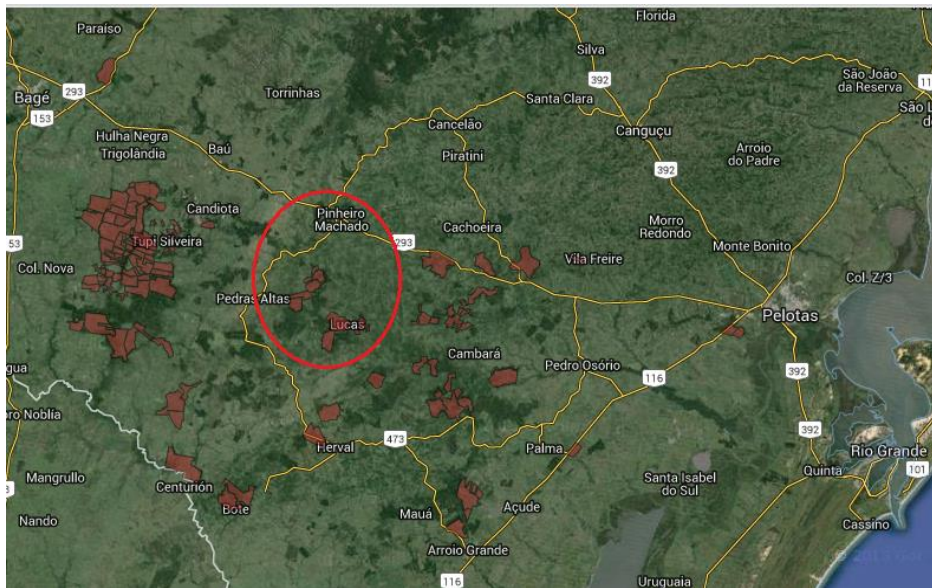 Florida
Paraíso
Silva
Bagé
293
153
Torrinhas
392
Santa Clara
São João
da Reserva
Hulha Negra
Trigolândia
Baú
Cancelão
Canguçu
Piratini
Arroio
do Padre
392
Candiota
Pinheiro
Machado
Cachoeira
Morro
Redondo
Tupi Silveira
293
Monte Bonito
Col. Nova
Vila Freire
Col. Z/3
Pedras Altas
Lucas
Pelotas
Cambará
Pedro Osório
116
392
Herval
473
Palma
Rio Grande
Quinta
101
Mangrullo
Centurión
Santa Isabel
do Sul
Bote
Mauá
Açude
Nando
Cassino
Arroio Grande
116
Uruguaia